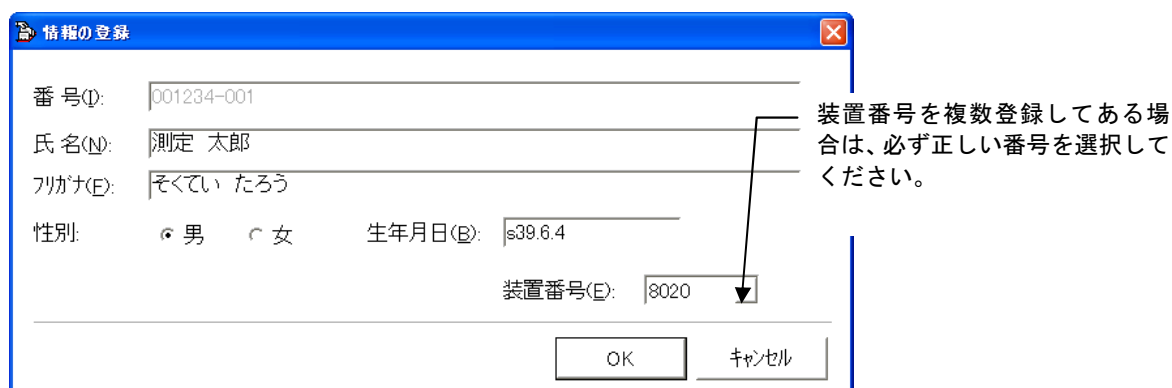 情報の登録
番 号(I): 001234-001
氏 名(N): 測定 太郎
フリガナ(F): そくてい たろう
性別: 男 女 生年月日(B): s39.6.4
装置番号(E): 8020
OK キャンセル
装置番号を複数登録してある場
合は、必ず正しい番号を選択して
ください。